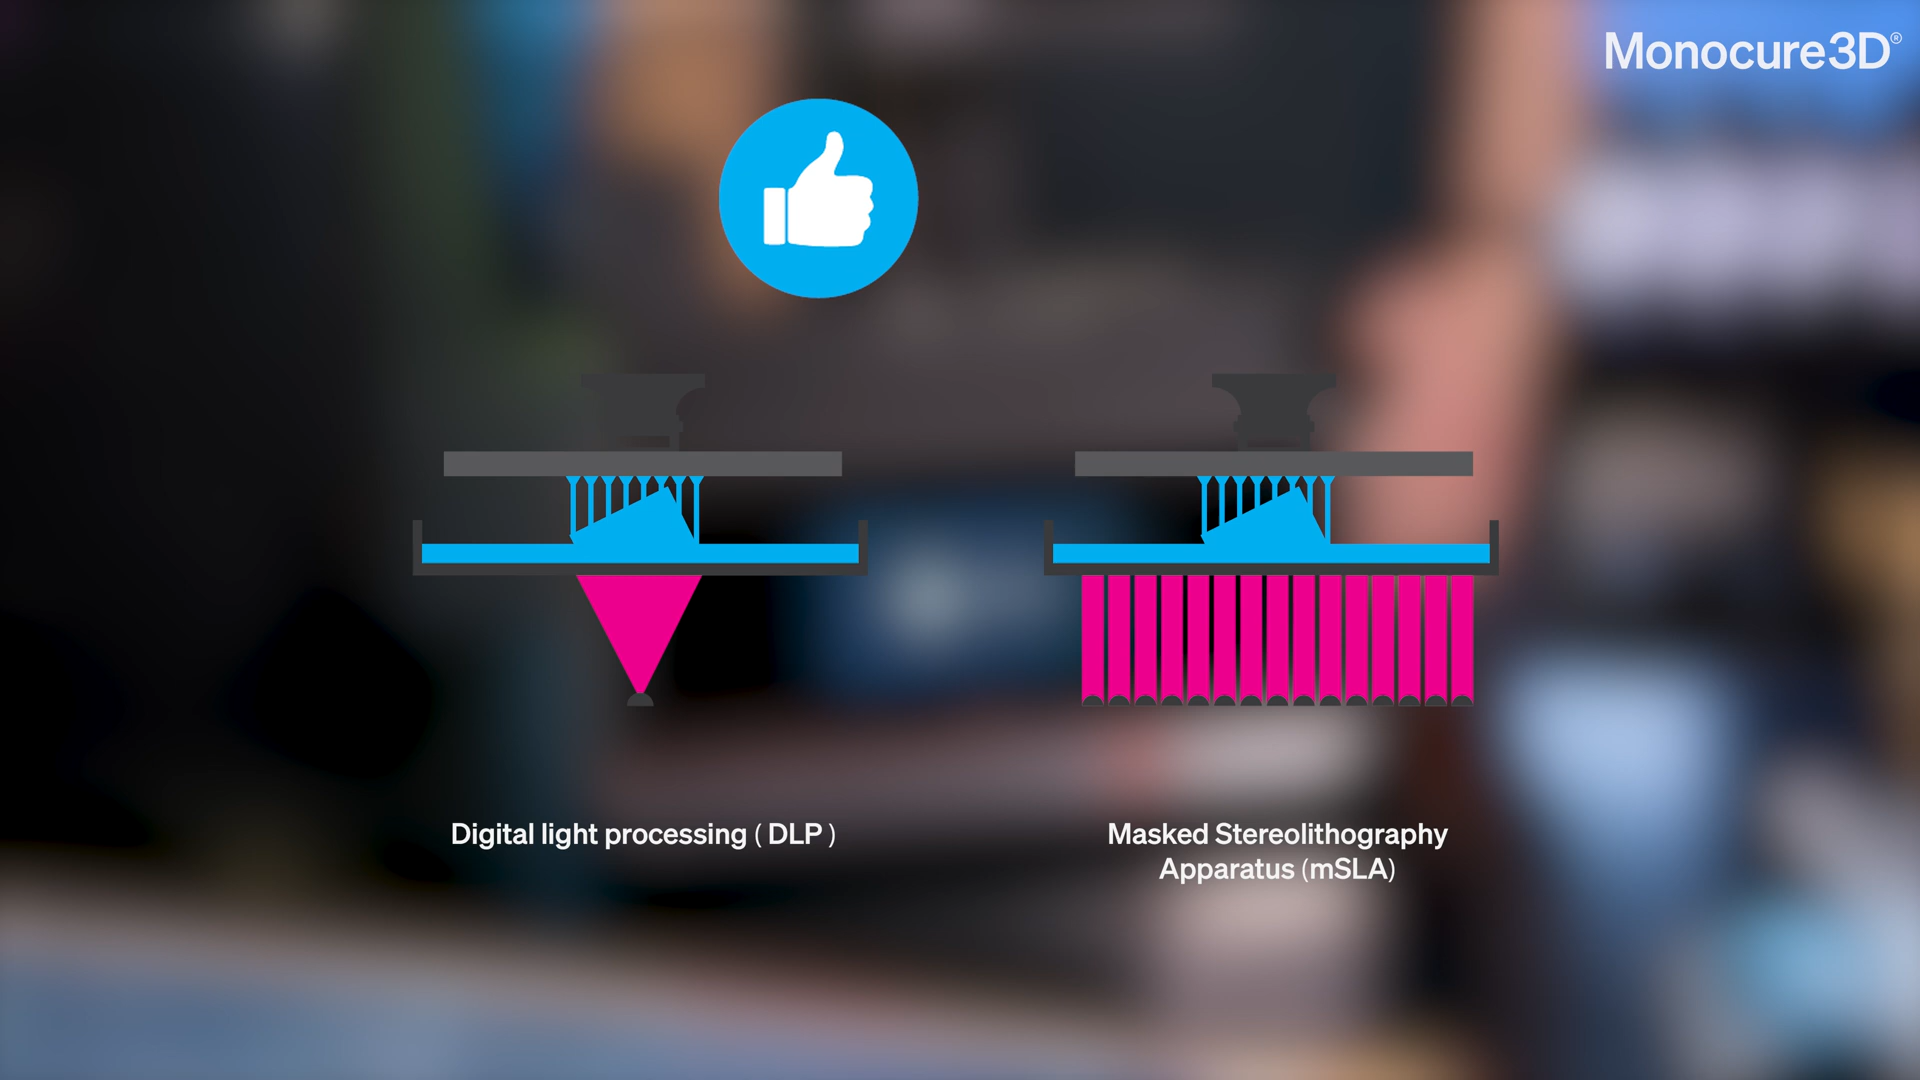 Monocure3D®
Digital light processing ( DLP )
Masked Stereolithography
Apparatus (mSLA)